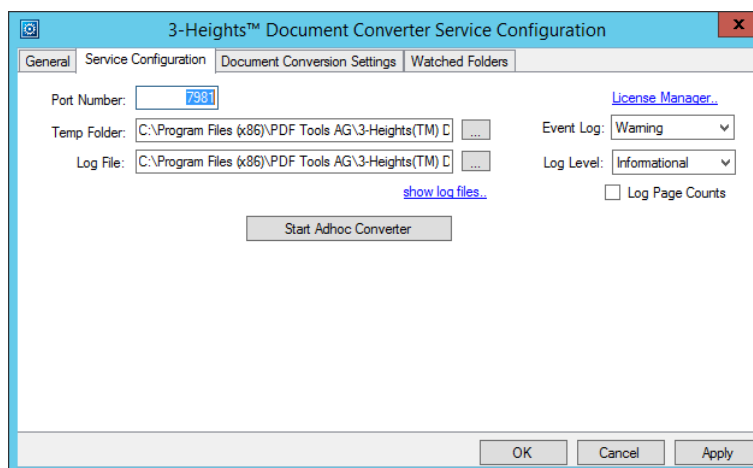 3-Heights™ Document Converter Service Configuration
x
General Service Configuration Document Conversion Settings Watched Folders
Port Number: 7981 License Manager..
Temp Folder: C:\Program Files (x86)\PDF Tools AG\3-Heights(TM) D ... Event Log: Warning
Log File: C:\Program Files (x86)\PDF Tools AG\3-Heights(TM) D ... Log Level: Informational
show log files.. Log Page Counts
Start Adhoc Converter
OK Cancel Apply